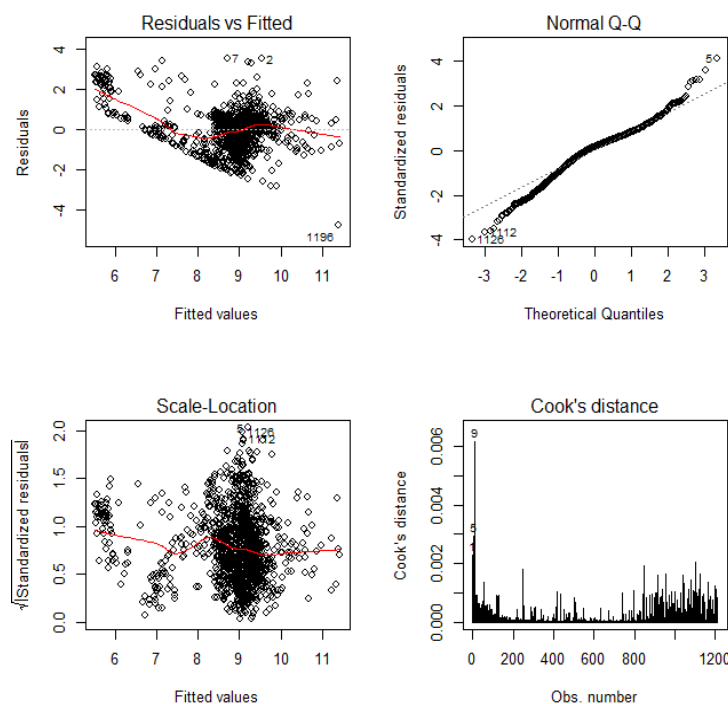 Residuals vs Fitted
Residuals
4
2
0
-2
-4
7
2
1196
6 7 8 9 10 11
Fitted values
Normal Q-Q
Standardized residuals
4
2
0
-2
-4
5
1126
-3 -2 -1 0 1 2 3
Theoretical Quantiles
Scale-Location
√|Standardized residuals|
2.0
1.5
1.0
0.5
0.0
5
1126
6 7 8 9 10 11
Fitted values
Cook's distance
Cook's distance
0.006
0.004
0.002
0.000
9
5
1
0 200 400 600 800 1200
Obs. number